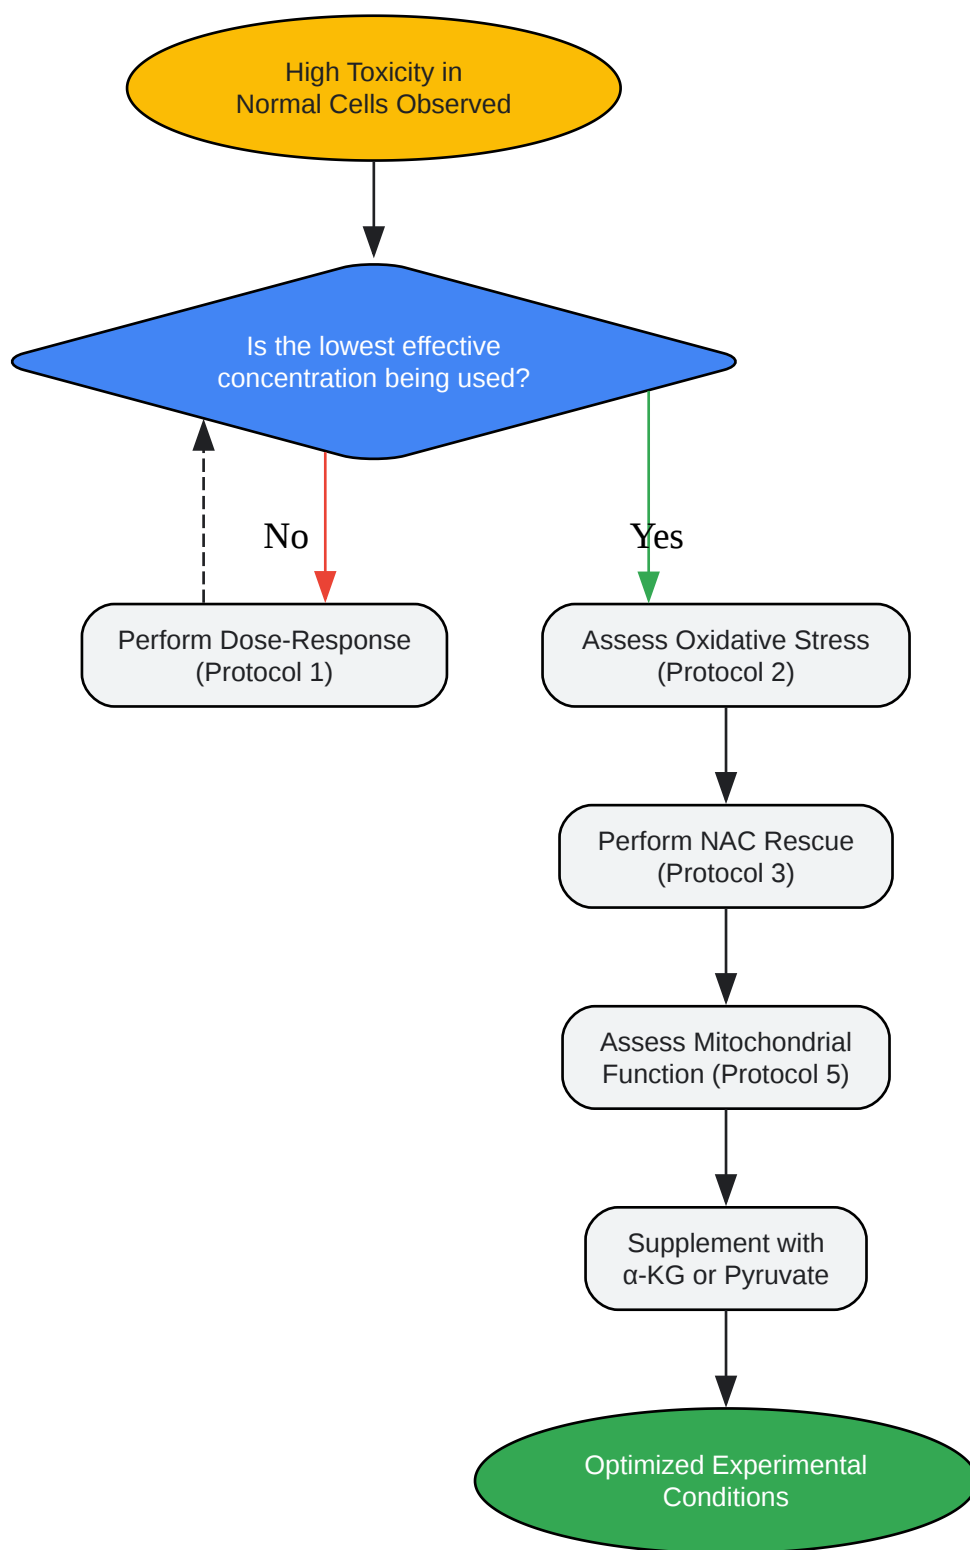 High Toxicity in
Normal Cells Observed
Is the lowest effective
concentration being used?
No
Yes
Perform Dose-Response
(Protocol 1)
Assess Oxidative Stress
(Protocol 2)
Perform NAC Rescue
(Protocol 3)
Assess Mitochondrial
Function (Protocol 5)
Supplement with
α-KG or Pyruvate
Optimized Experimental
Conditions